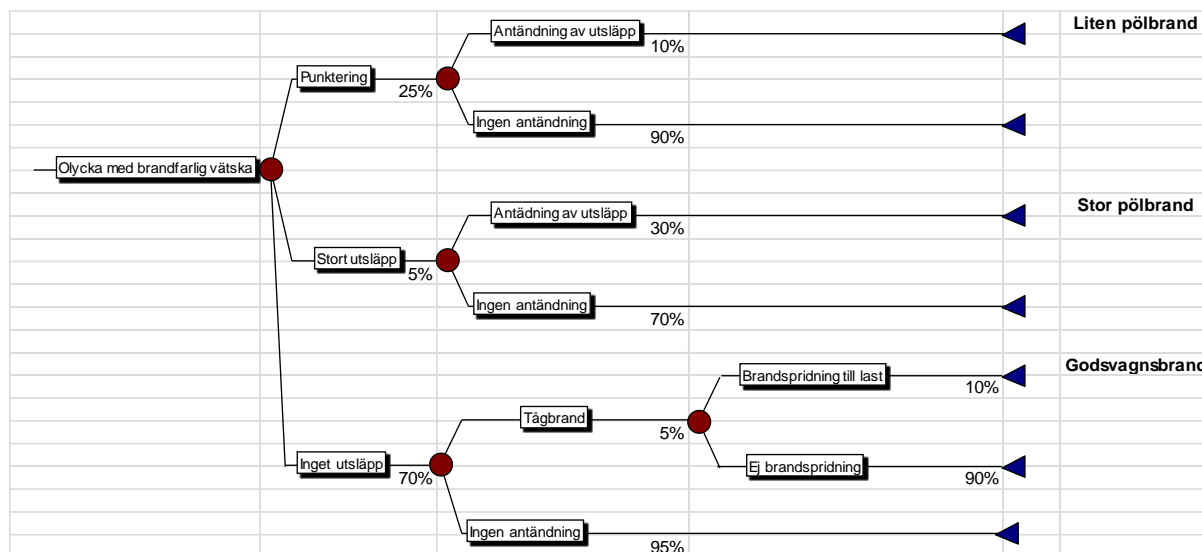 Antändning av utsläpp
10%
Liten pölbrand
Punktering
25%
Ingen antändning
90%
Olycka med brandfarlig vätska
Antädning av utsläpp
30%
Stor pölbrand
Stort utsläpp
5%
Ingen antändning
70%
Brandspridning till last
10%
Godsvagnsbrand
Tågbrand
5%
Inget utsläpp
70%
Ej brandspridning
90%
Ingen antändning
95%